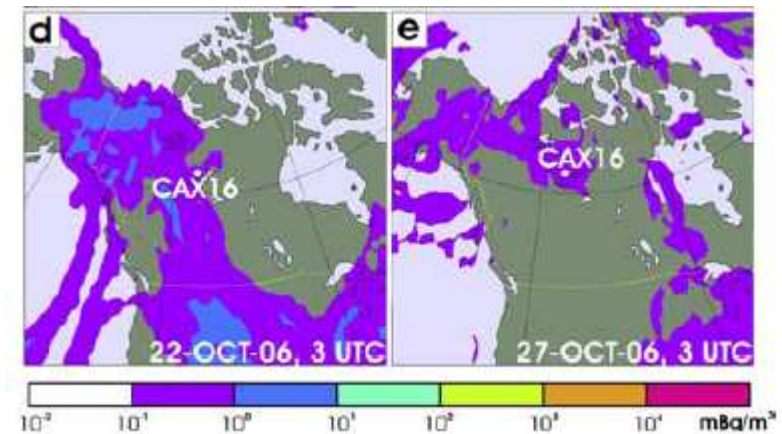 d
CAX16
22-OCT-06, 3 UTC
e
CAX16
27-OCT-06, 3 UTC
10⁻² 10⁻¹ 10⁰ 10¹ 10² 10³ 10⁴ mBq/m³